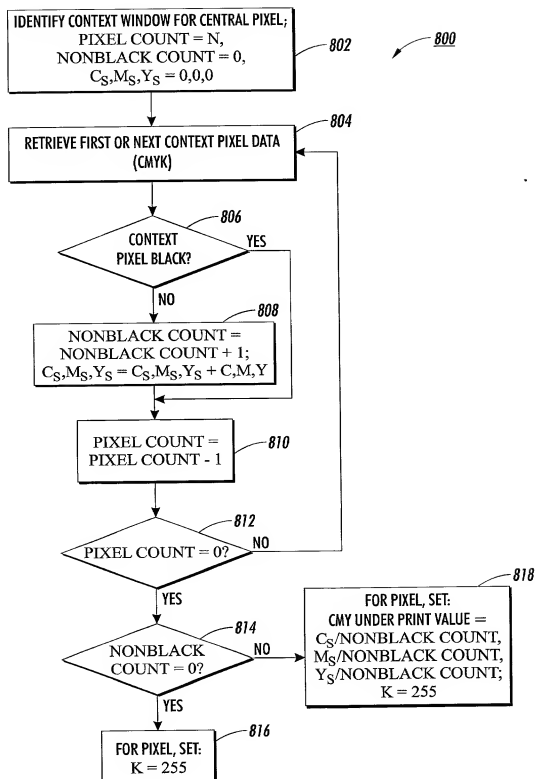 IDENTIFY CONTEXT WINDOW FOR CENTRAL PIXEL;
PIXEL COUNT = N,
NONBLACK COUNT = 0,
CS,MS,YS = 0,0,0
802
800
RETRIEVE FIRST OR NEXT CONTEXT PIXEL DATA
(CMYK)
804
CONTEXT
PIXEL BLACK?
806
YES
NO
NONBLACK COUNT =
NONBLACK COUNT + 1;
CS,MS,YS = CS,MS,YS + C,M,Y
808
PIXEL COUNT =
PIXEL COUNT - 1
810
PIXEL COUNT = 0?
812
NO
YES
NONBLACK
COUNT = 0?
814
NO
YES
FOR PIXEL, SET:
CMY UNDER PRINT VALUE =
CS/NONBLACK COUNT,
MS/NONBLACK COUNT,
YS/NONBLACK COUNT;
K = 255
818
FOR PIXEL, SET:
K = 255
816